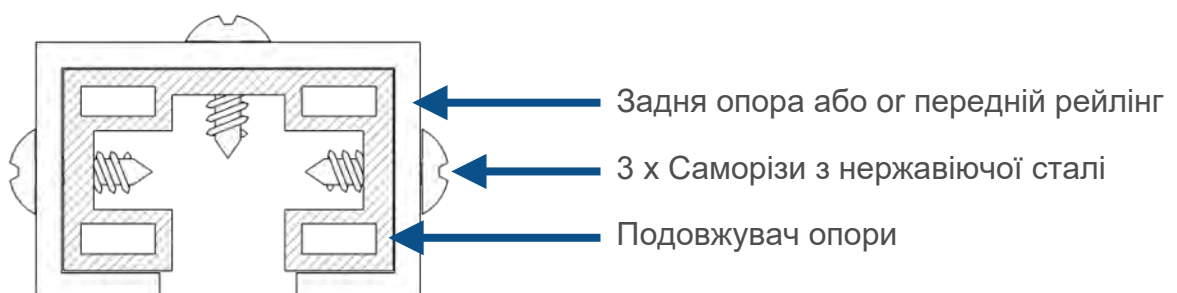 Задня опора або or передній рейлінг
3 x Саморізи з нержавіючої сталі
Подовжувач опори